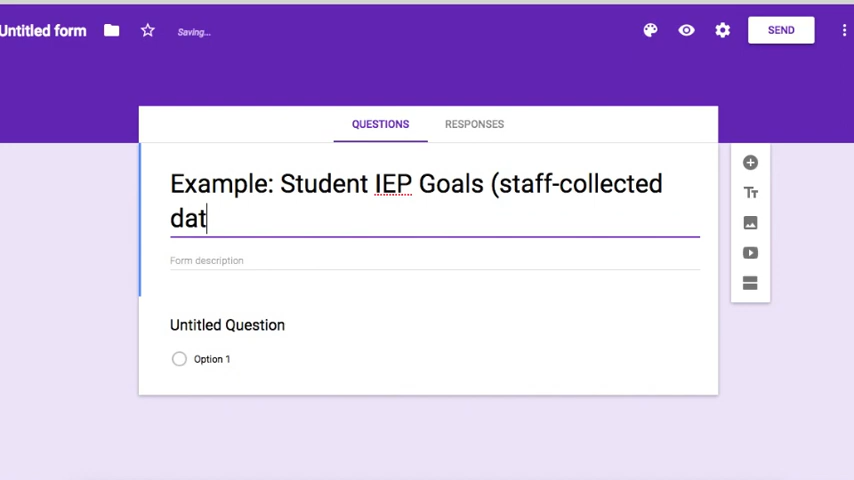 Untitled form
Saving...
SEND
QUESTIONS
RESPONSES
Example: Student IEP Goals (staff-collected
dat
Tт
Form description
Untitled Question
Option 1